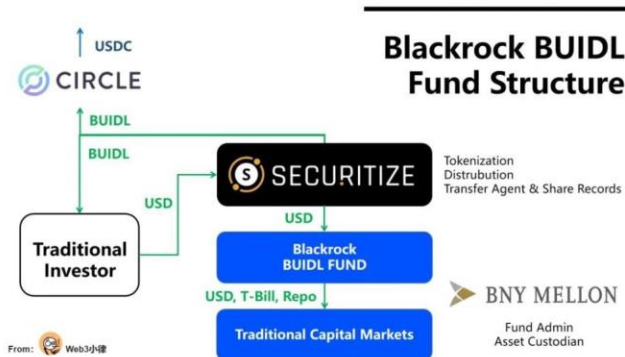 USDC
CIRCLE
Blackrock BUIDL
Fund Structure
BUIDL
BUIDL
S SECURITIZE
Tokenization
Distrubution
Transfer Agent & Share Records
USD
USD
Traditional
Investor
Blackrock
BUIDL FUND
USD, T-Bill, Repo
BNY MELLON
Traditional Capital Markets
Fund Admin
Asset Custodian
From: Web3小律